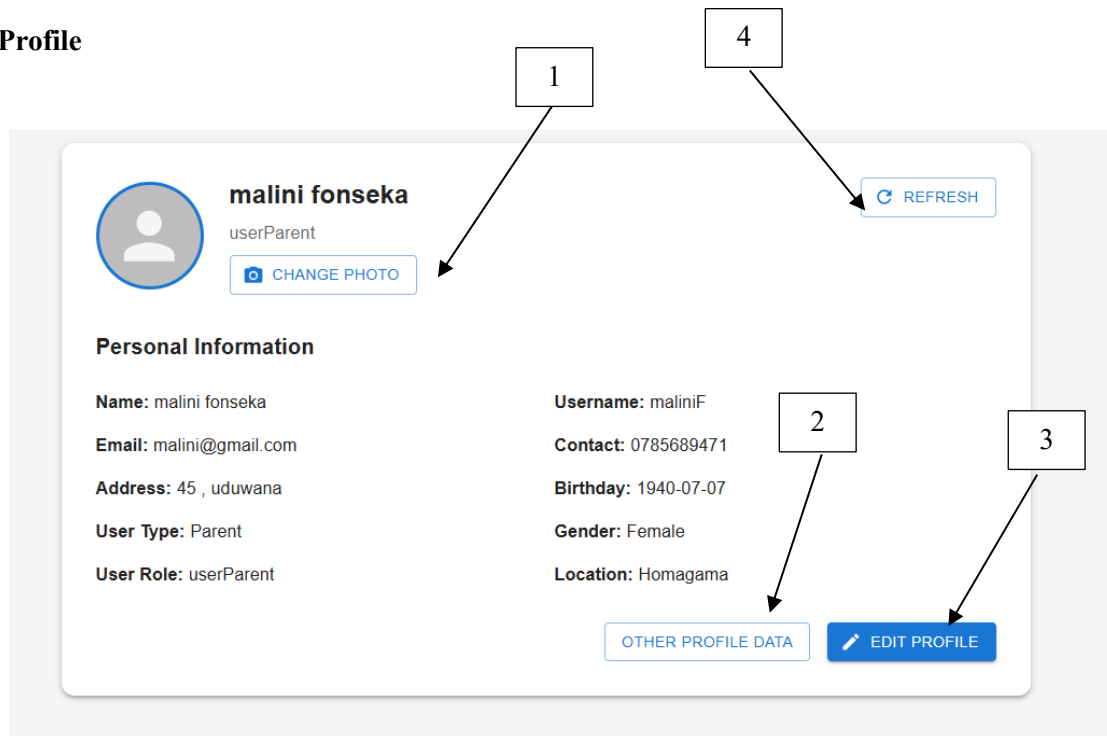 Profile
4
1
malini fonseka
REFRESH
userParent
CHANGE PHOTO
Personal Information
Name: malini fonseka
Username: maliniF
2
Email: malini@gmail.com
Contact: 0785689471
3
Address: 45 , uduwana
Birthday: 1940-07-07
User Type: Parent
Gender: Female
User Role: userParent
Location: Homagama
OTHER PROFILE DATA
EDIT PROFILE